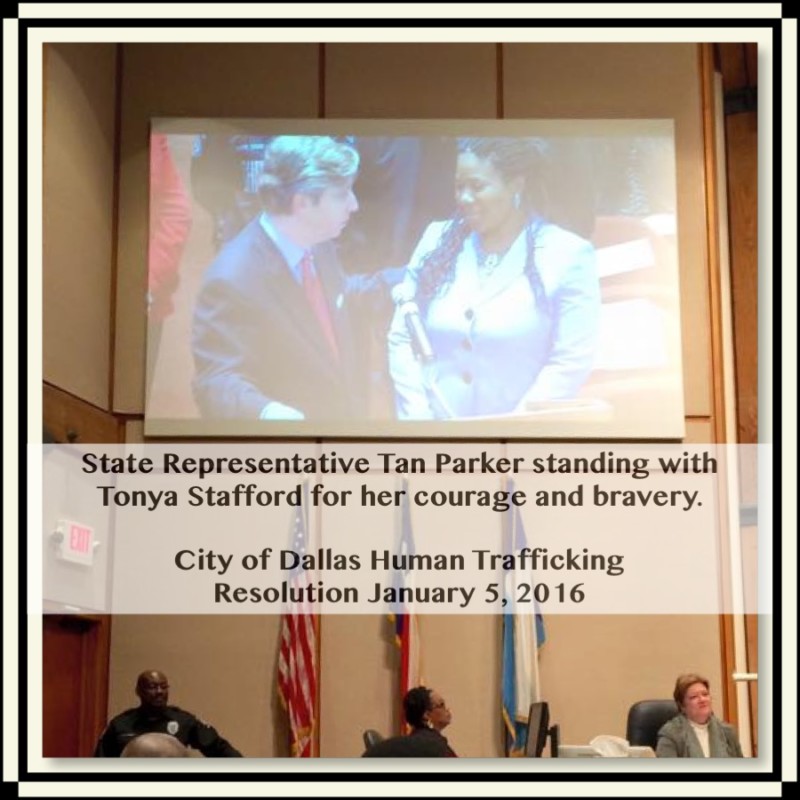 State Representative Tan Parker standing with
Tonya Stafford for her courage and bravery.
City of Dallas Human Trafficking
Resolution January 5, 2016
EXIT